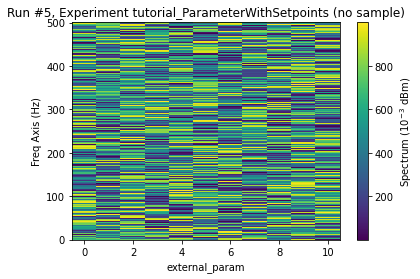 Run #5, Experiment tutorial_ParameterWithSetpoints (no sample)
500
400
300
200
100
0
Freq Axis (Hz)
0 2 4 6 8 10
external_param
800
600
400
200
Spectrum (10⁻³ dBm)